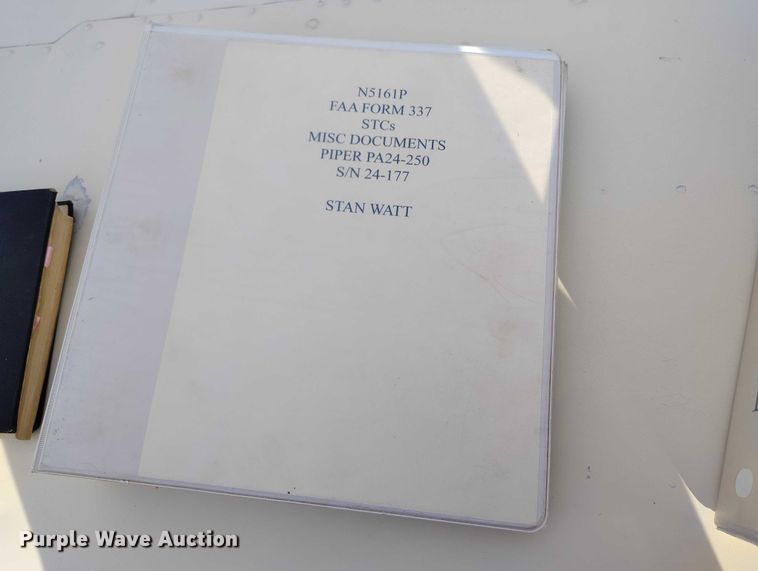 N5161P
FAA FORM 337
STCs
MISC DOCUMENTS
PIPER PA24-250
S/N 24-177
STAN WATT
Purple Wave Auction